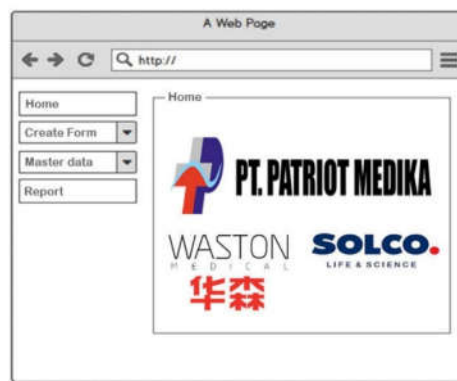 A Web Page
http://
Home
Create Form
Master data
Report
Home
PT. PATRIOT MEDIKA
WASTON
MEDICAL
华森
SOLCO.
LIFE & SCIENCE